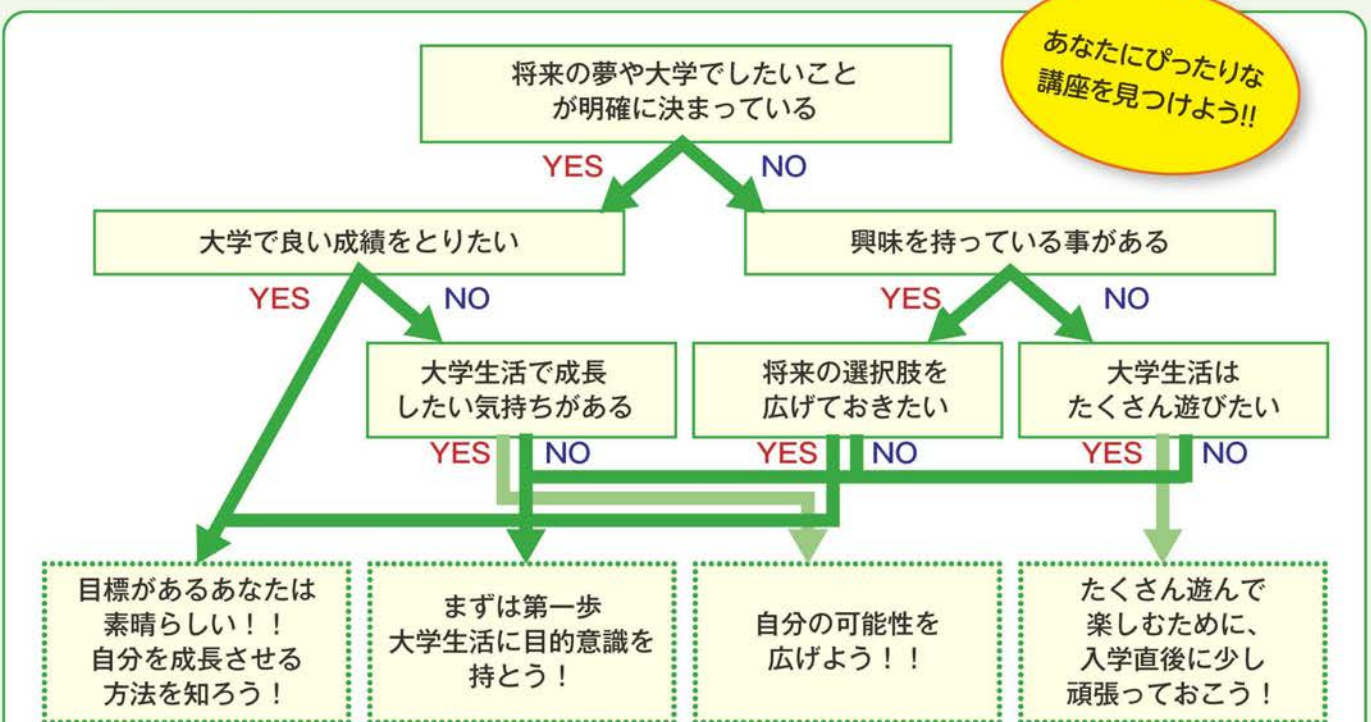 あなたにぴったりな
講座を見つけよう!!
将来の夢や大学でしたいこと
が明確に決まっている
YES
NO
大学で良い成績をとりたい
興味を持っている事がある
YES
NO
YES
NO
大学生活で成長
したい気持ちがある
将来の選択肢を
広げておきたい
大学生活は
たくさん遊びたい
YES
NO
YES
NO
YES
NO
目標があるあなたは
素晴らしい！！
自分を成長させる
方法を知ろう！
まずは第一歩
大学生活に目的意識を
持とう！
自分の可能性を
広げよう！！
たくさん遊んで
楽しむために、
入学直後に少し
頑張っておこう！